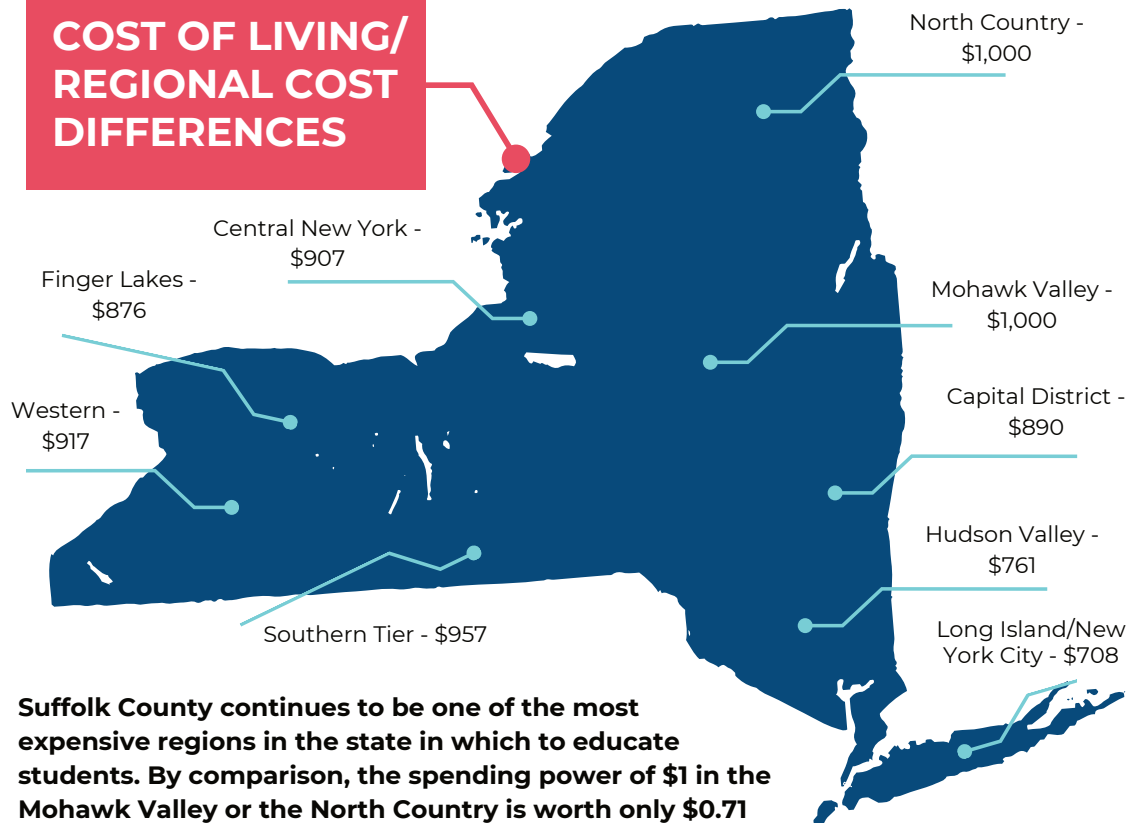 COST OF LIVING/
REGIONAL COST
DIFFERENCES
North Country -
$1,000
Central New York -
$907
Finger Lakes -
$876
Mohawk Valley -
$1,000
Western -
$917
Capital District -
$890
Hudson Valley -
$761
Southern Tier - $957
Long Island/New
York City - $708
Suffolk County continues to be one of the most
expensive regions in the state in which to educate
students. By comparison, the spending power of $1 in the
Mohawk Valley or the North Country is worth only $0.71